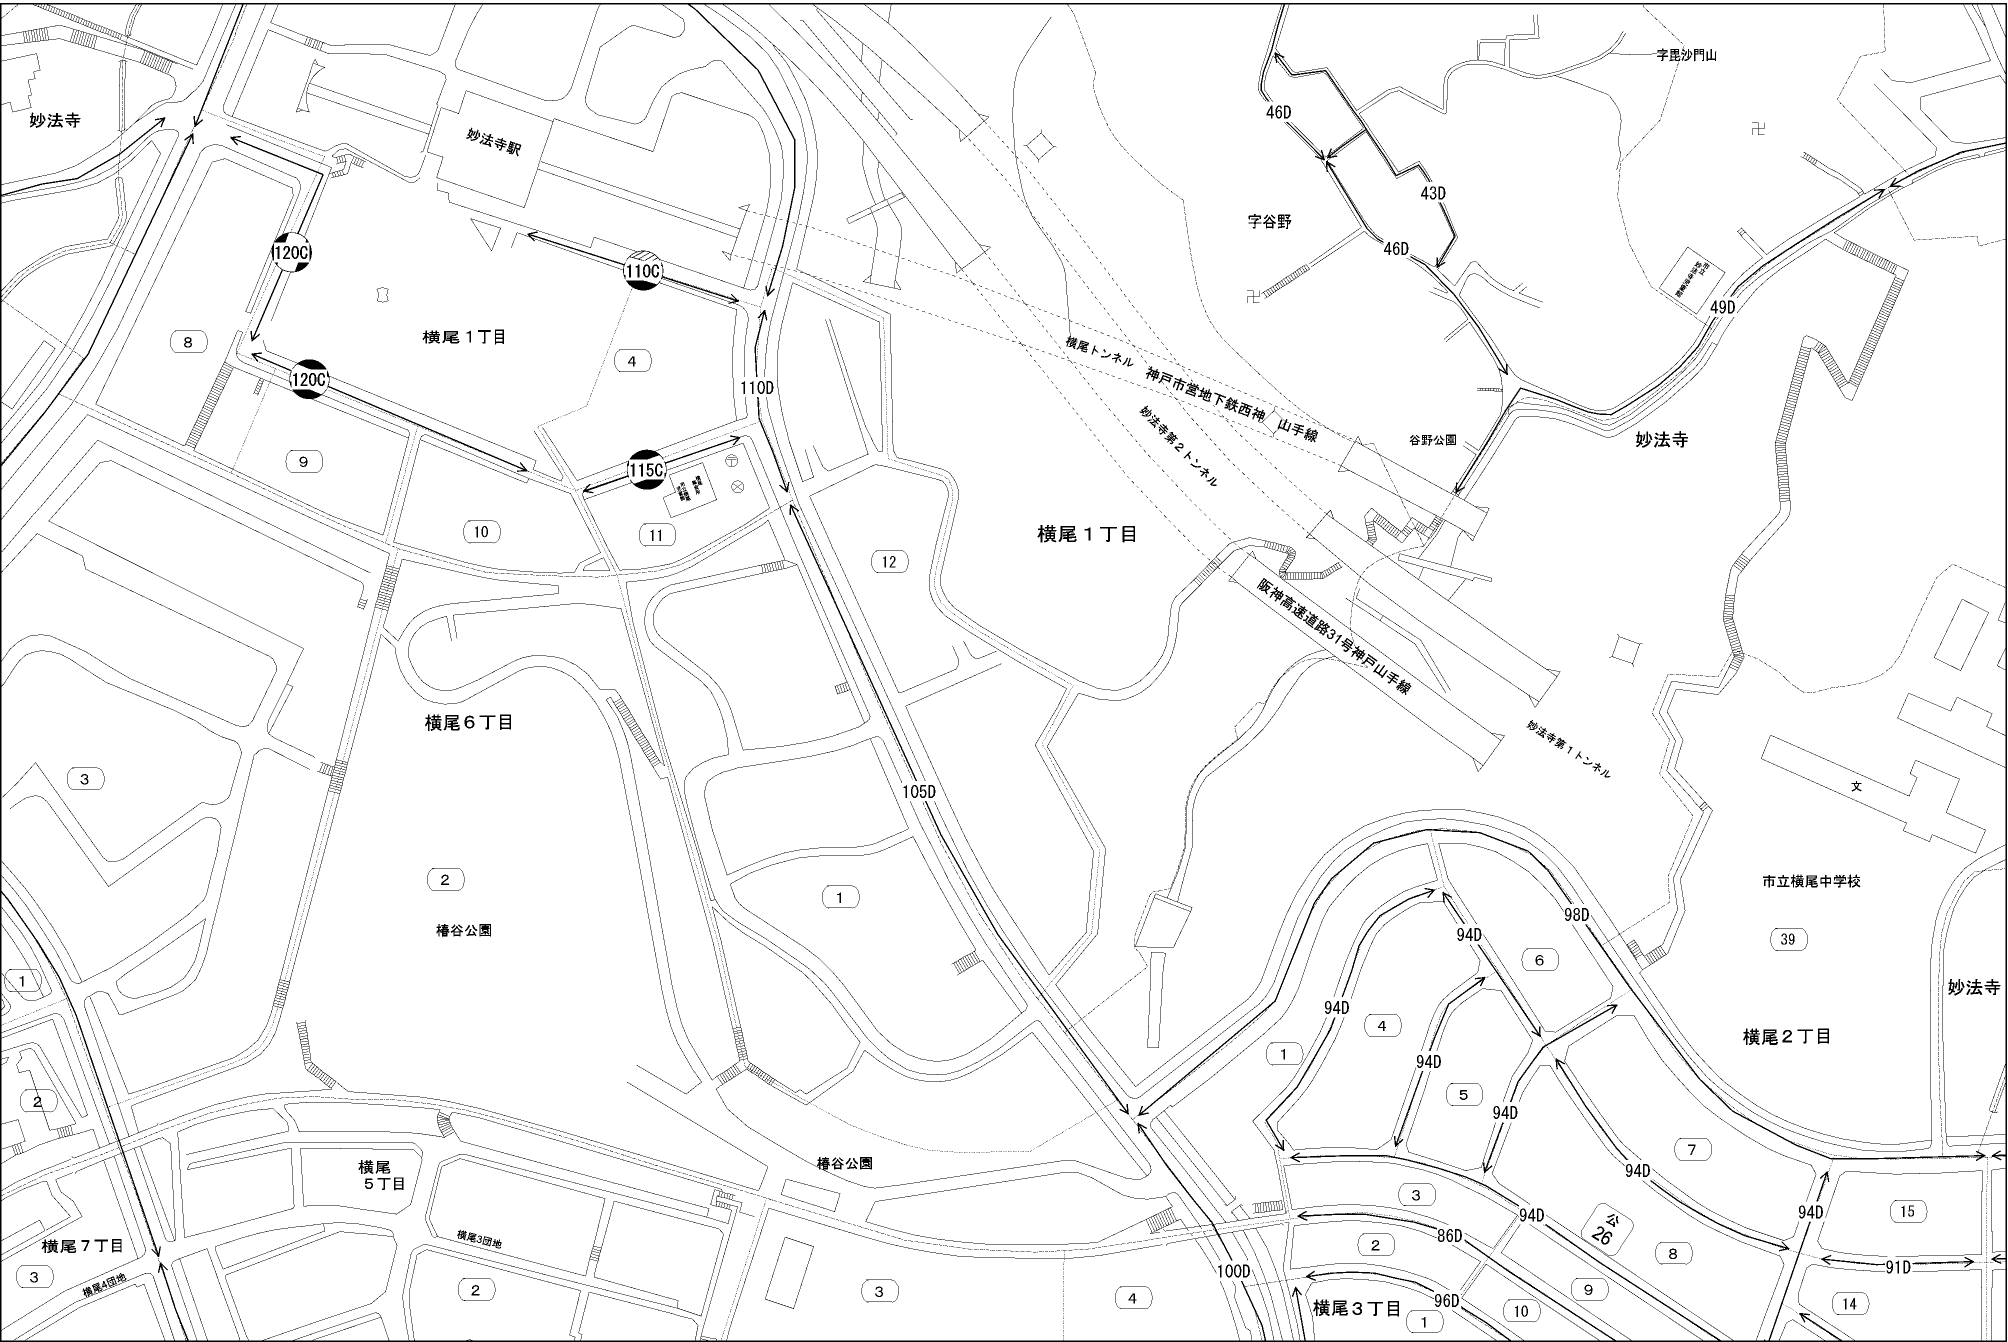 字毘沙門山
妙法寺
46D
妙法寺駅
43D
字谷野
46D
120C
110C
49D
8
横尾1丁目
4
横尾トンネル
神戸市営地下鉄西神
山手線
120C
110D
妙法寺第2トンネル
谷野公園
妙法寺
9
115C
10
11
横尾1丁目
12
阪神高速道路31号神戸山手線
横尾6丁目
妙法寺第1トンネル
3
105D
文
2
市立横尾中学校
1
98D
椿谷公園
94D
39
6
1
94D
4
妙法寺
1
横尾2丁目
94D
5
2
94D
7
横尾
5丁目
椿谷公園
94D
3
94D
94D
公
26
15
横尾7丁目
横尾3団地
2
86D
8
3
横尾4団地
100D
91D
2
3
4
横尾3丁目
96D
9
10
1
14